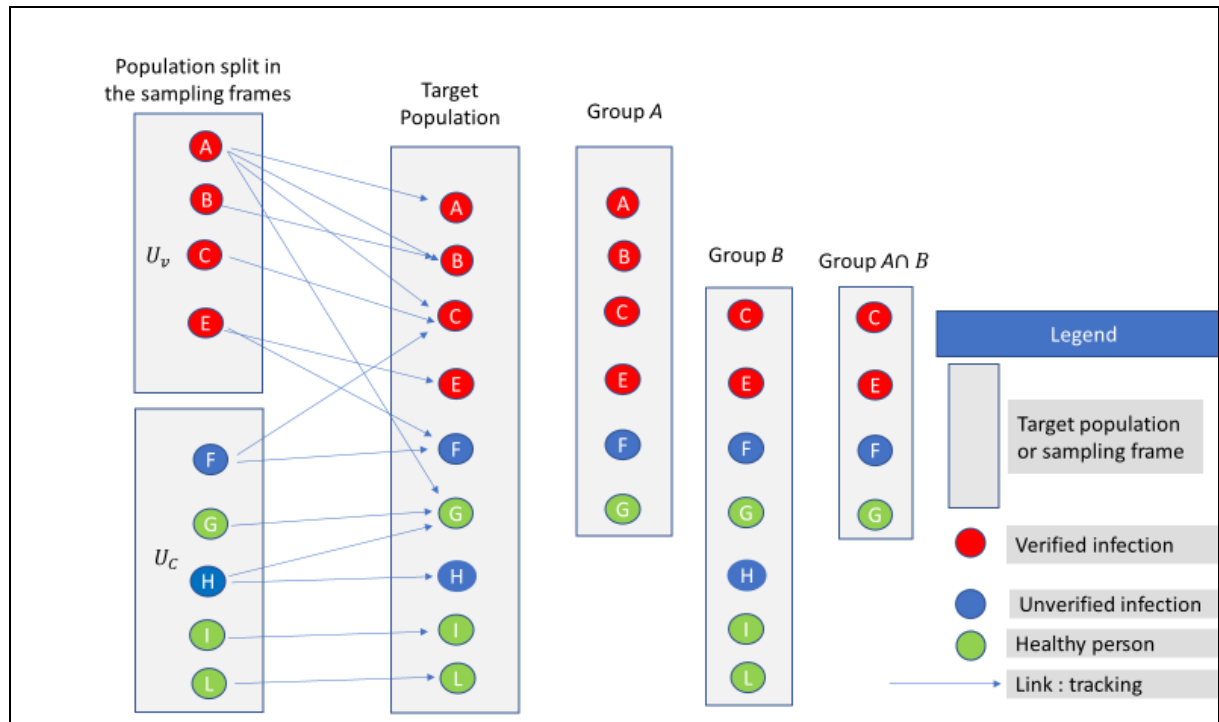 Population split in
the sampling frames
A
B
U_v
C
E
F
G
U_C
H
I
L
Target
Population
A
B
C
E
F
G
H
I
L
Group A
A
B
C
E
F
G
Group B
C
E
F
G
H
I
L
Group A∩ B
C
E
F
G
Legend
Target population
or sampling frame
Verified infection
Unverified infection
Healthy person
Link : tracking